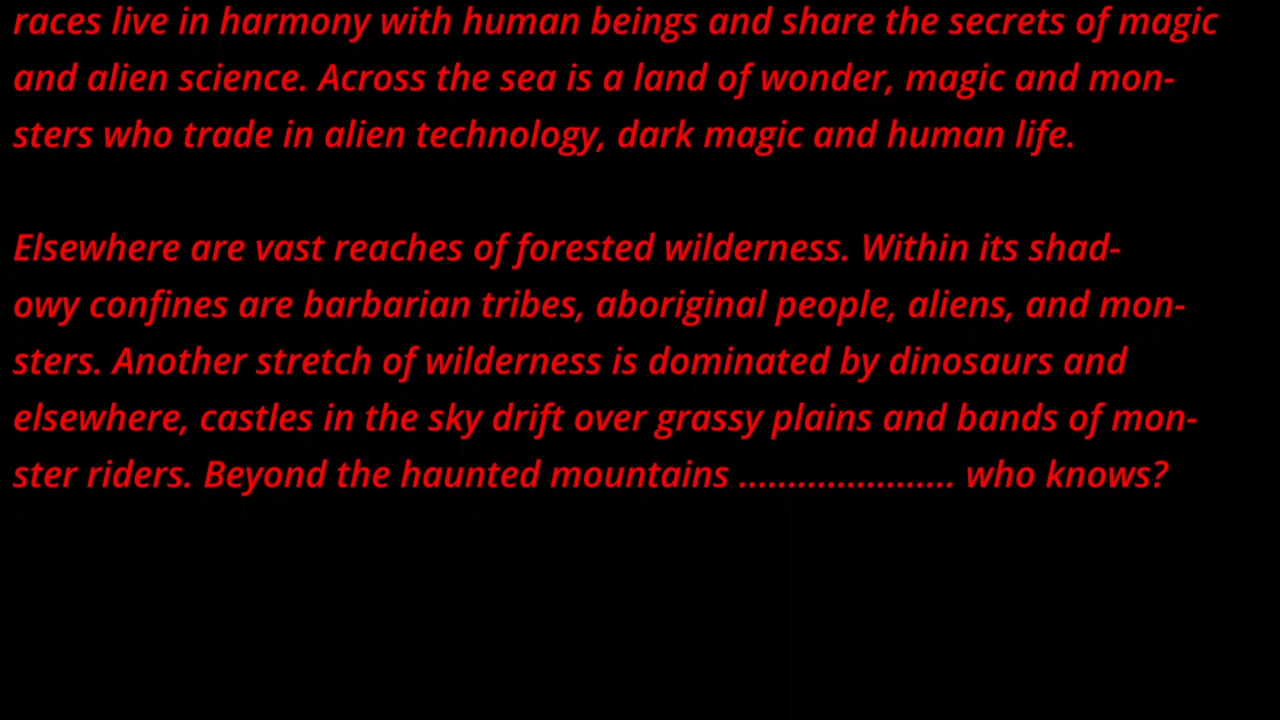 races live in harmony with human beings and share the secrets of magic
and alien science. Across the sea is a land of wonder, magic and mon-
sters who trade in alien technology, dark magic and human life.
Elsewhere are vast reaches of forested wilderness. Within its shad-
owy confines are barbarian tribes, aboriginal people, aliens, and mon-
sters. Another stretch of wilderness is dominated by dinosaurs and
elsewhere, castles in the sky drift over grassy plains and bands of mon-
ster riders. Beyond the haunted mountains ...................... who knows?